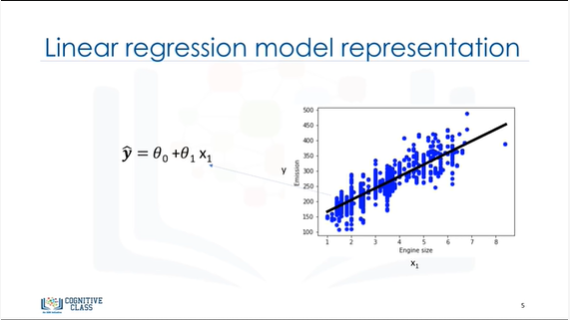 Linear regression model representation
ŷ = θ₀ +θ₁ x₁
500
450
400
350
300
250
200
150
100
y
Emission
1 2 3 4 5 6 7 8
Engine size
x₁
COGNITIVE
CLASS
5